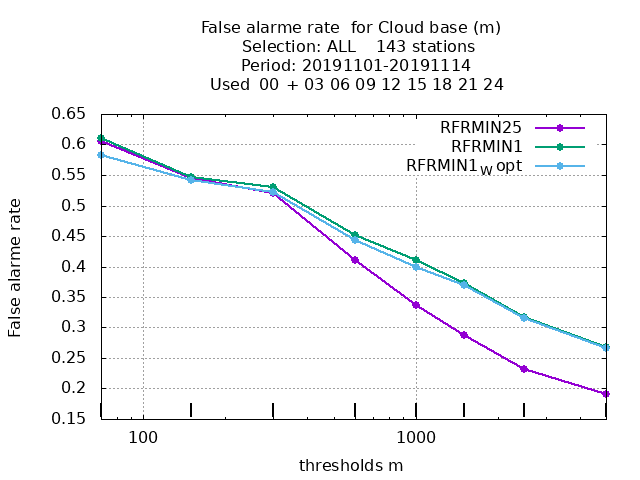 False alarme rate  for Cloud base (m)
Selection: ALL    143 stations
Period: 20191101-20191114
Used  00 + 03 06 09 12 15 18 21 24
0.65
0.6
0.55
0.5
0.45
0.4
0.35
0.3
0.25
0.2
0.15
False alarme rate
RFRMIN25
RFRMIN1
RFRMIN1W opt
100
1000
thresholds m